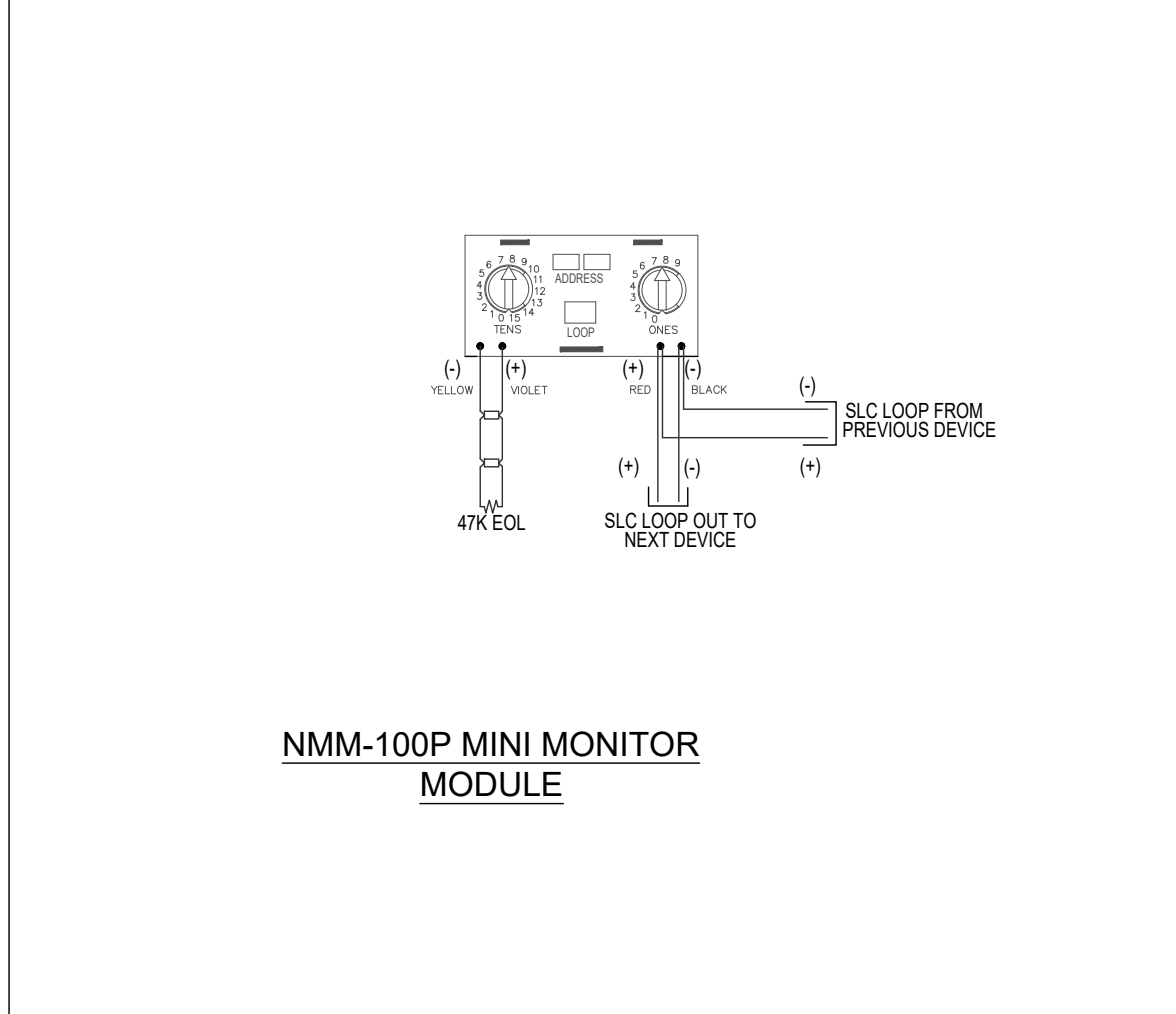 7 8 9 10 11 12 13 14 15 0 1 2 3 4 5 6
TENS
ADDRESS
LOOP
6 7 8 9
5
4
3
2
1 0
ONES
(-) (+) (+) (-)
YELLOW VIOLET RED BLACK
(-)
SLC LOOP FROM
PREVIOUS DEVICE
(+)
(+) (-)
47K EOL
SLC LOOP OUT TO
NEXT DEVICE
NMM-100P MINI MONITOR
MODULE